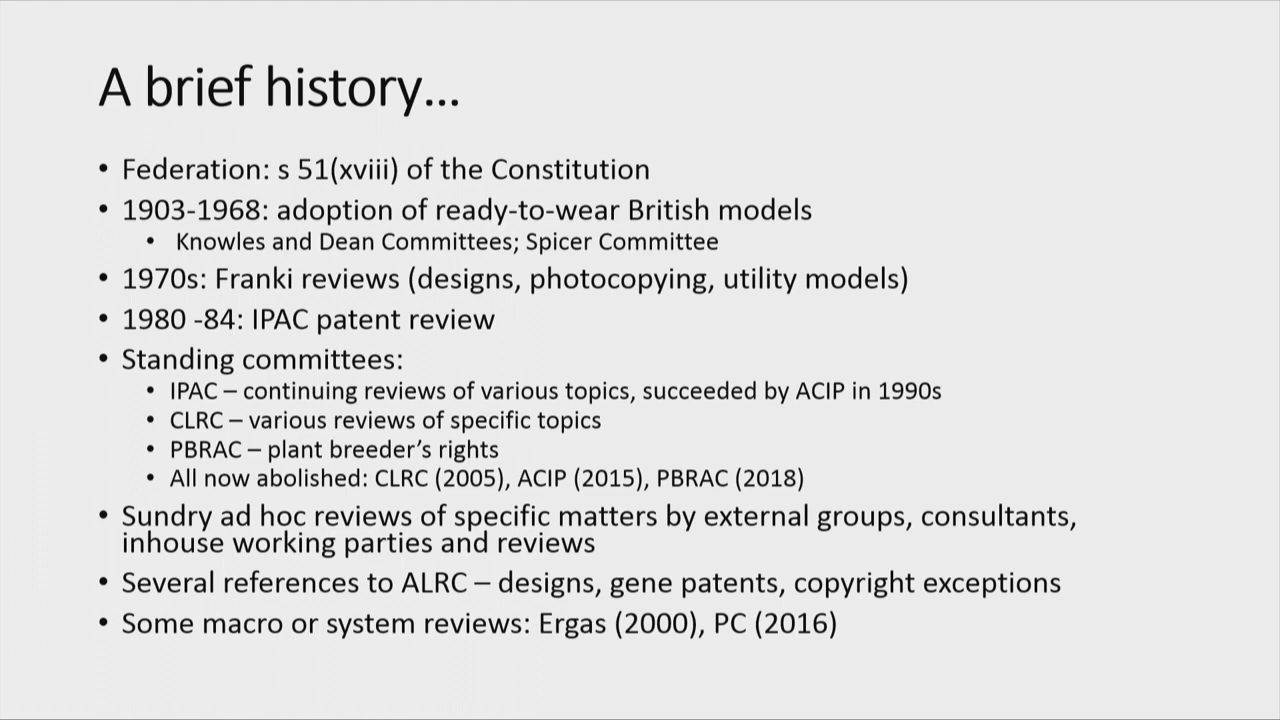 A brief history...
• Federation: s 51(xviii) of the Constitution
• 1903-1968: adoption of ready-to-wear British models
• Knowles and Dean Committees; Spicer Committee
• 1970s: Franki reviews (designs, photocopying, utility models)
• 1980 -84: IPAC patent review
• Standing committees:
• IPAC – continuing reviews of various topics, succeeded by ACIP in 1990s
• CLRC – various reviews of specific topics
• PBRAC – plant breeder's rights
• All now abolished: CLRC (2005), ACIP (2015), PBRAC (2018)
• Sundry ad hoc reviews of specific matters by external groups, consultants,
inhouse working parties and reviews
• Several references to ALRC – designs, gene patents, copyright exceptions
• Some macro or system reviews: Ergas (2000), PC (2016)